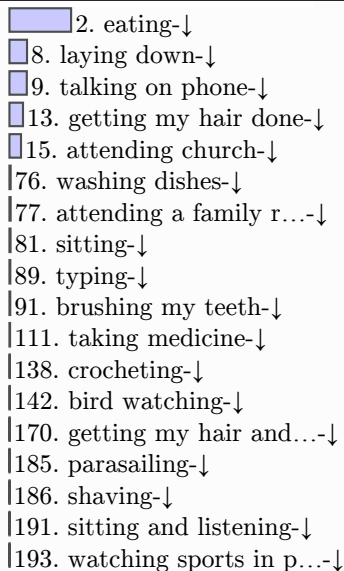 2. eating-↓
8. laying down-↓
9. talking on phone-↓
13. getting my hair done-↓
15. attending church-↓
76. washing dishes-↓
77. attending a family r...-↓
81. sitting-↓
89. typing-↓
91. brushing my teeth-↓
111. taking medicine-↓
138. crocheting-↓
142. bird watching-↓
170. getting my hair and...-↓
185. parasailing-↓
186. shaving-↓
191. sitting and listening-↓
193. watching sports in p...-↓